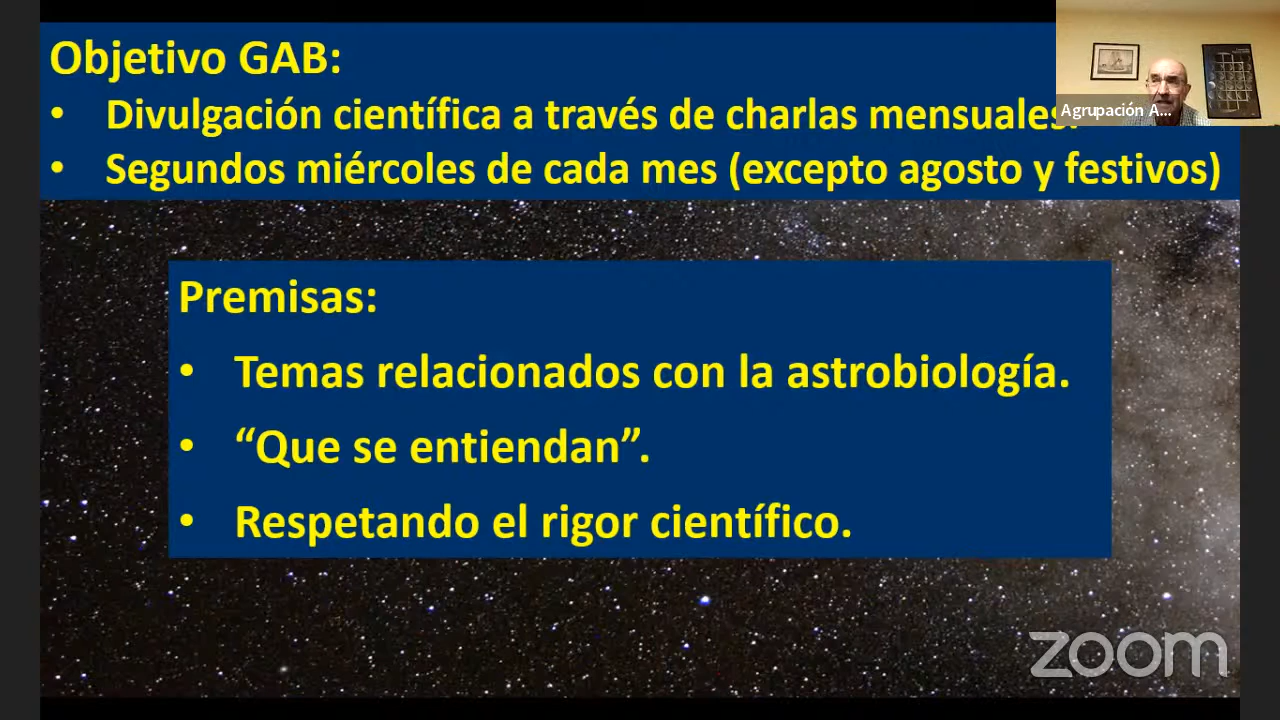 Objetivo GAB:
• Divulgación científica a través de charlas mensuales.
• Segundos miércoles de cada mes (excepto agosto y festivos)
Premisas:
• Temas relacionados con la astrobiología.
• “Que se entiendan”.
• Respetando el rigor científico.
Agrupación A...
zoom